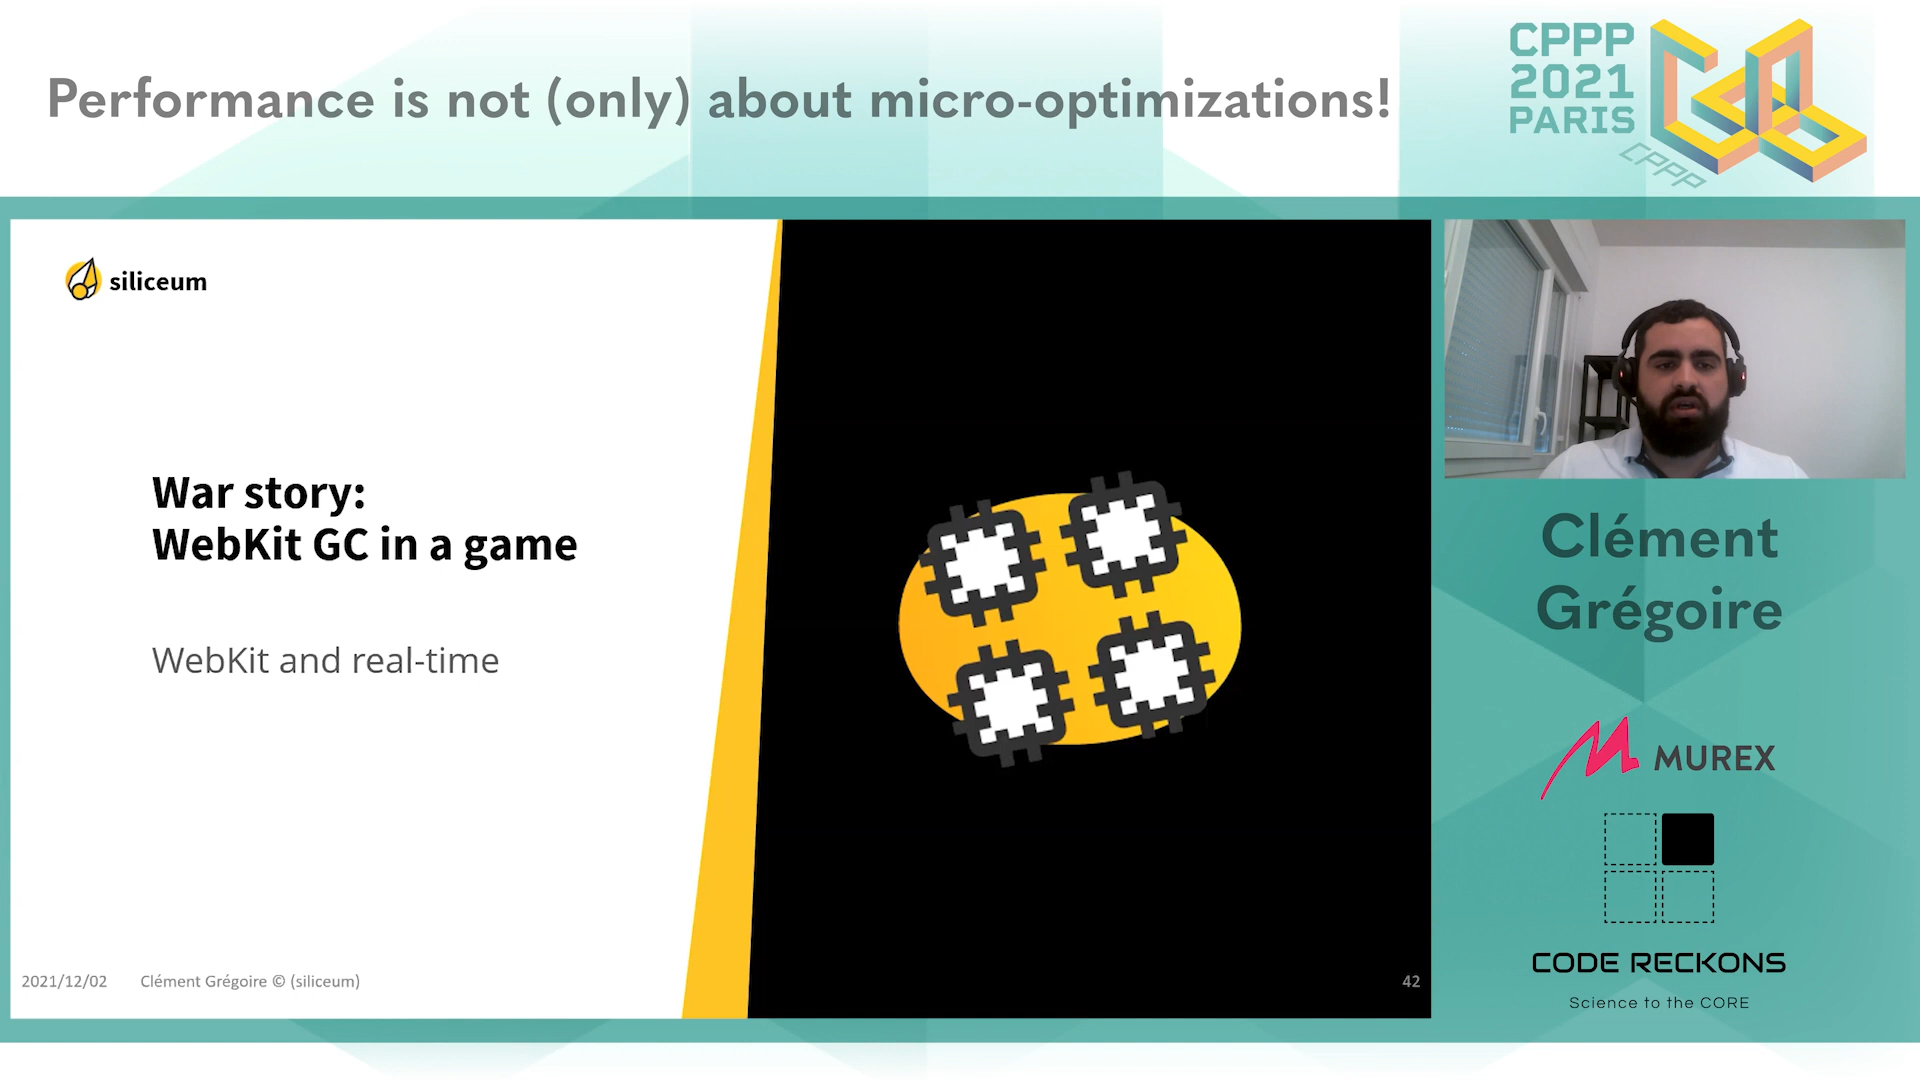 Performance is not (only) about micro-optimizations!
CPPP
2021
PARIS
CPPP
siliceum
War story:
WebKit GC in a game
WebKit and real-time
2021/12/02 Clément Grégoire © (siliceum)
42
Clément
Grégoire
MUREX
CODE RECKONS
Science to the CORE